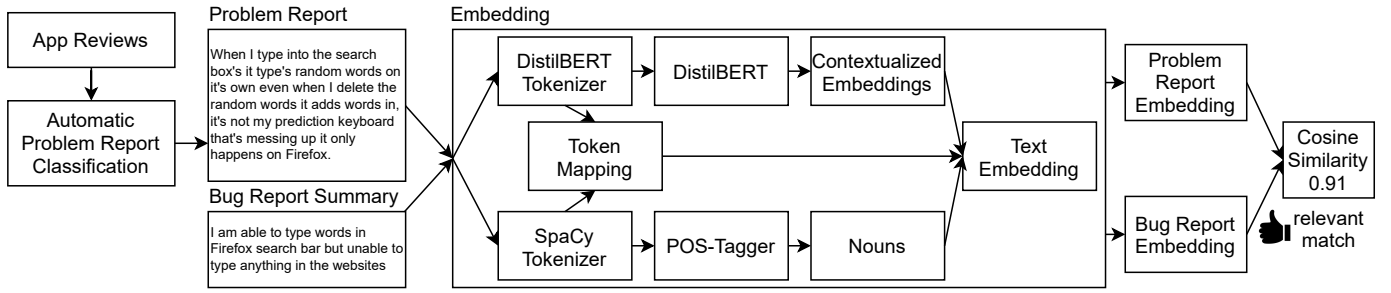 App Reviews
Automatic
Problem Report
Classification
Problem Report
When I type into the search
box's it type's random words on
it's own even when I delete the
random words it adds words in,
it's not my prediction keyboard
that's messing up it only
happens on Firefox.
Bug Report Summary
I am able to type words in
Firefox search bar but unable to
type anything in the websites
Embedding
DistilBERT
Tokenizer
DistilBERT
Contextualized
Embeddings
Token
Mapping
Text
Embedding
SpaCy
Tokenizer
POS-Tagger
Nouns
Problem
Report
Embedding
Bug Report
Embedding
Cosine
Similarity
0.91
relevant
match